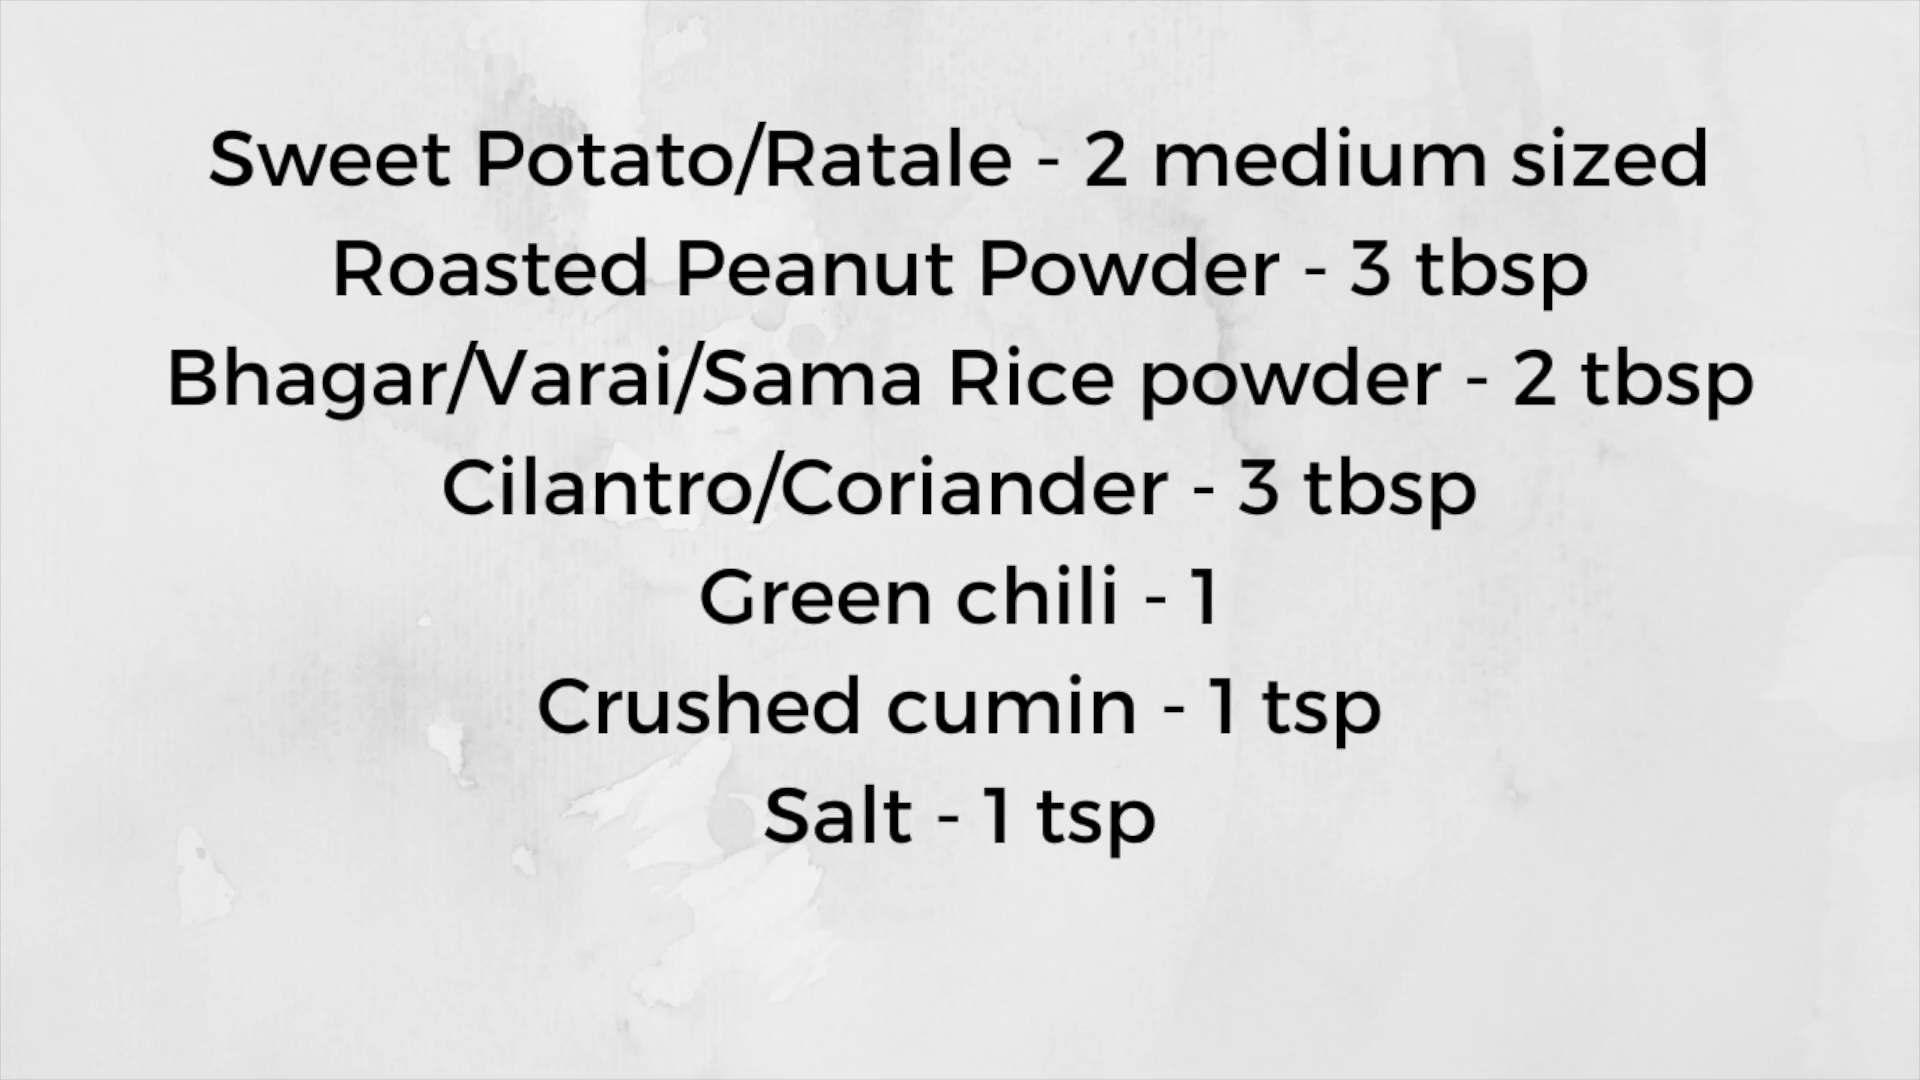 Sweet Potato/Ratale - 2 medium sized
Roasted Peanut Powder - 3 tbsp
Bhagar/Varai/Sama Rice powder - 2 tbsp
Cilantro/Coriander - 3 tbsp
Green chili - 1
Crushed cumin - 1 tsp
Salt - 1 tsp